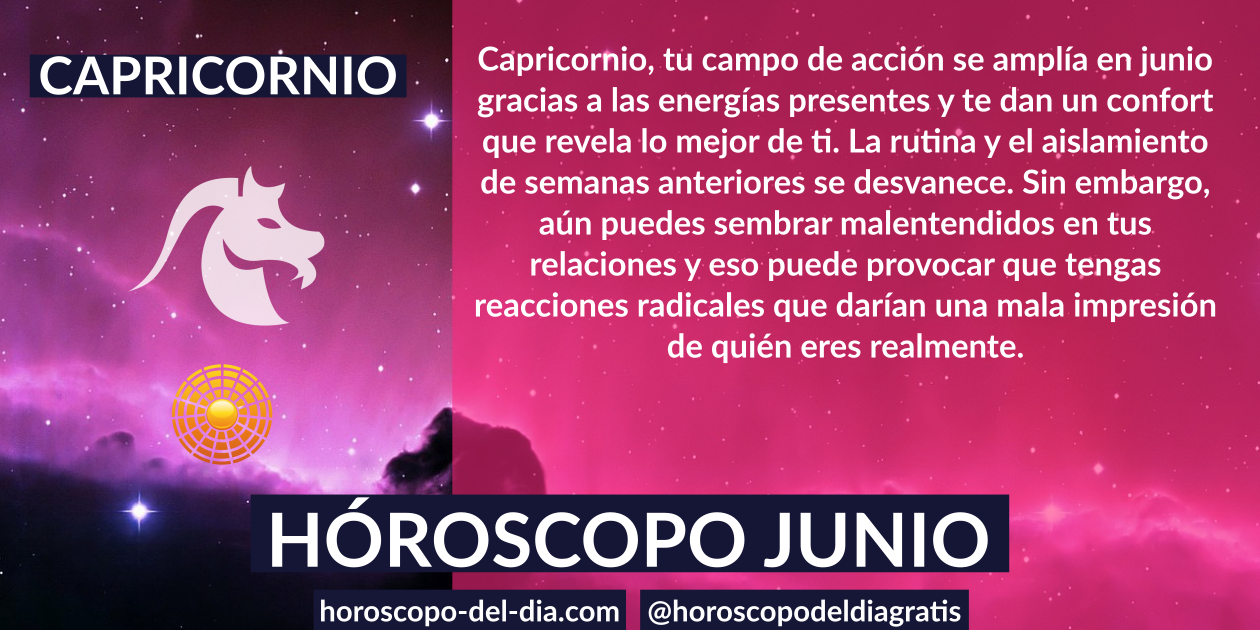 CAPRICORNIO
Capricornio, tu campo de acción se amplía en junio
gracias a las energías presentes y te dan un confort
que revela lo mejor de ti. La rutina y el aislamiento
de semanas anteriores se desvanece. Sin embargo,
aún puedes sembrar malentendidos en tus
relaciones y eso puede provocar que tengas
reacciones radicales que darían una mala impresión
de quién eres realmente.
HÓROSCOPO JUNIO
horoscopo-del-dia.com
@horoscopodeldiagratis